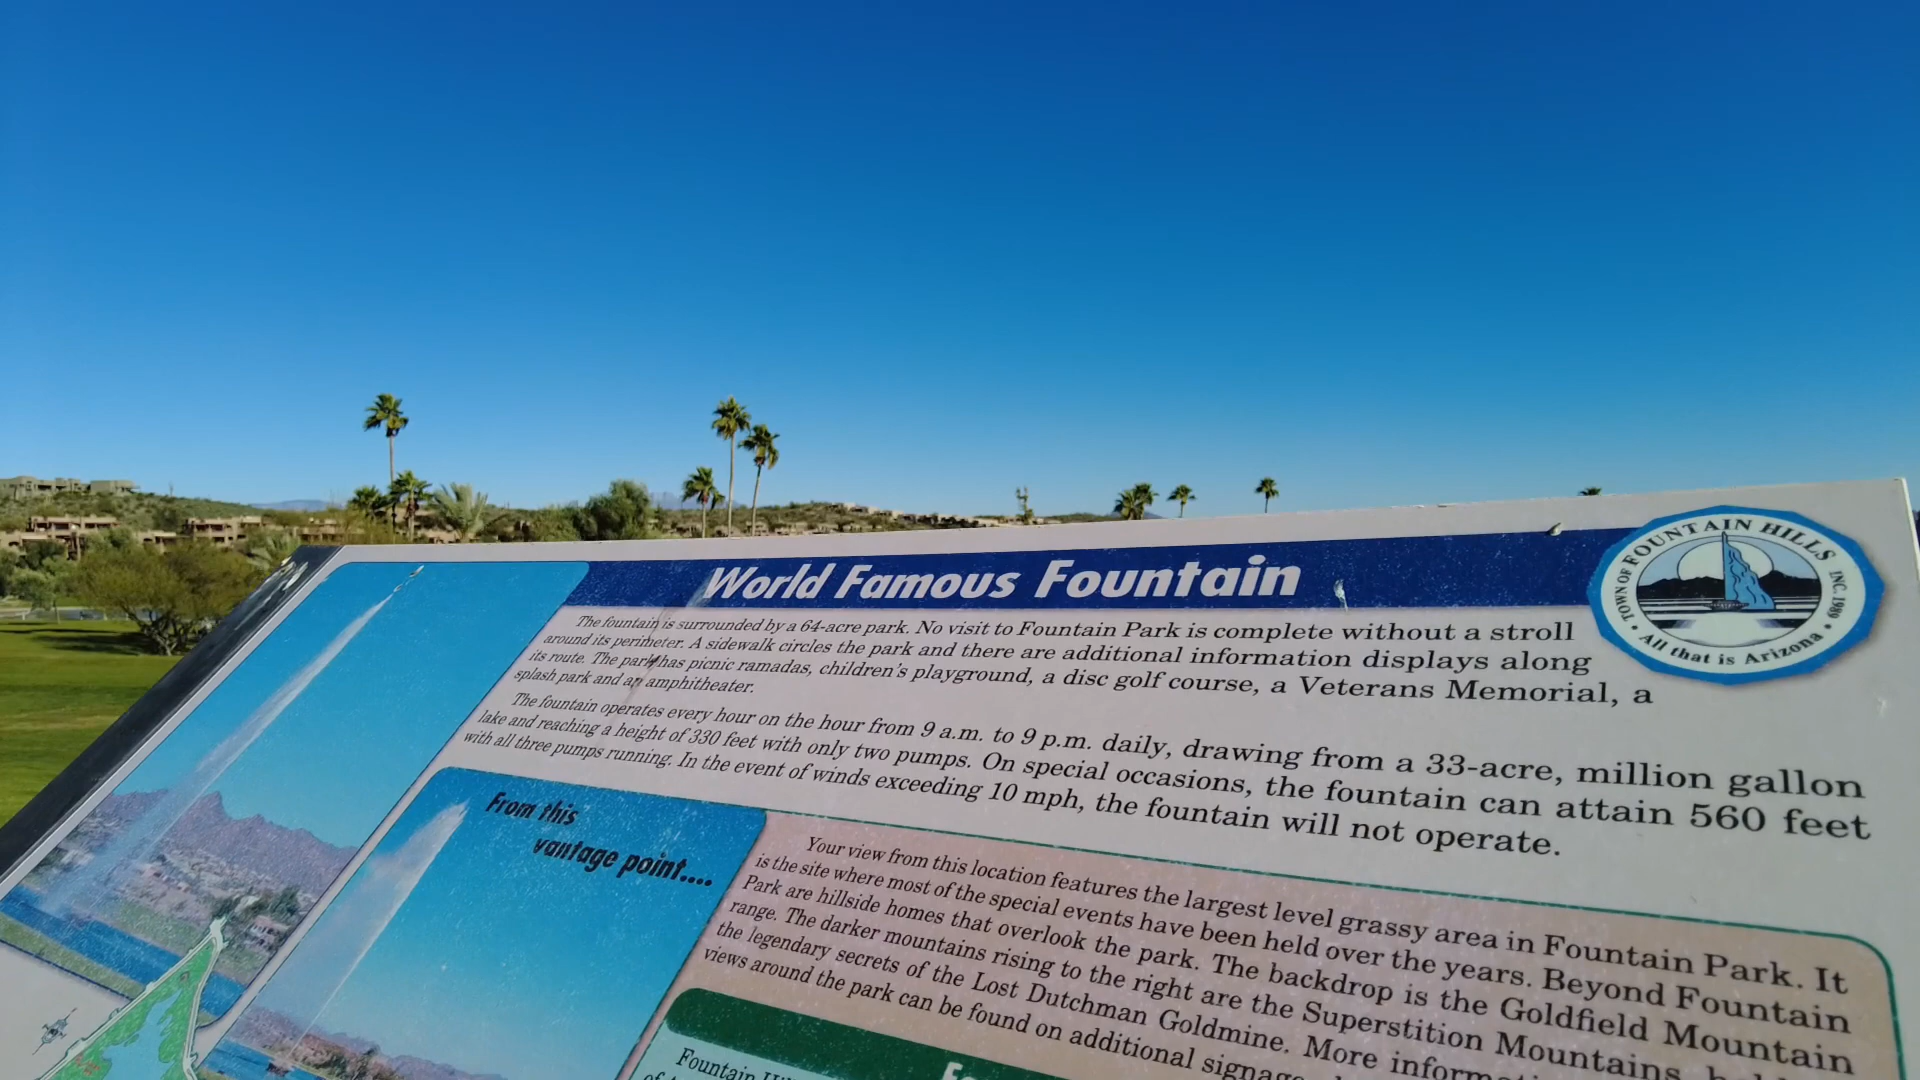 World Famous Fountain
TOWN OF FOUNTAIN HILLS INC. 1989
• All that is Arizona •
The fountain is surrounded by a 64-acre park. No visit to Fountain Park is complete without a stroll
around its perimeter. A sidewalk circles the park and there are additional information displays along
its route. The park has picnic ramadas, children's playground, a disc golf course, a Veterans Memorial, a
splash park and an amphitheater.
The fountain operates every hour on the hour from 9 a.m. to 9 p.m. daily, drawing from a 33-acre, million gallon
lake and reaching a height of 330 feet with only two pumps. On special occasions, the fountain can attain 560 feet
with all three pumps running. In the event of winds exceeding 10 mph, the fountain will not operate.
From this
vantage point....
Your view from this location features the largest level grassy area in Fountain Park. It
is the site where most of the special events have been held over the years. Beyond Fountain
Park are hillside homes that overlook the park. The backdrop is the Goldfield Mountain
range. The darker mountains rising to the right are the Superstition Mountains,
the legendary secrets of the Lost Dutchman Goldmine. More
views around the park can be found on additional signage
Fountain